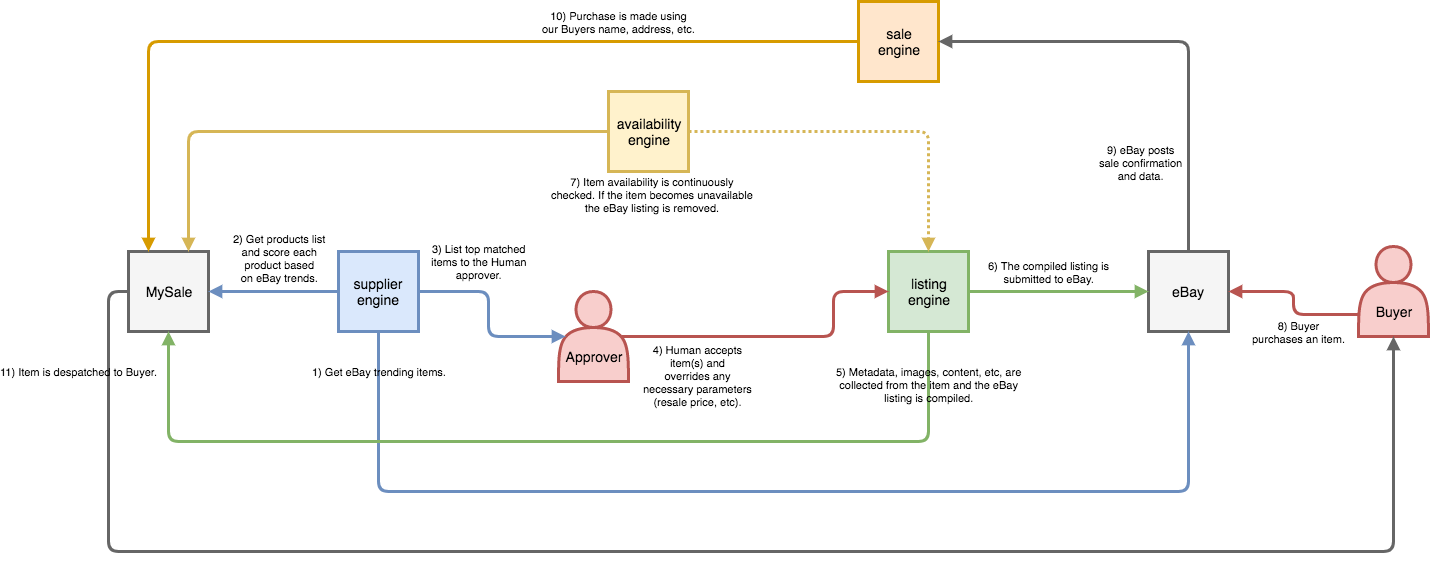 10) Purchase is made using
our Buyers name, address, etc.
sale
engine
availability
engine
7) Item availability is continuously
checked. If the item becomes unavailable
the eBay listing is removed.
9) eBay posts
sale confirmation
and data.
2) Get products list
and score each
product based
on eBay trends.
3) List top matched
items to the Human
approver.
6) The compiled listing is
submitted to eBay.
MySale
supplier
engine
listing
engine
eBay
Buyer
8) Buyer
purchases an item.
Approver
4) Human accepts
item(s) and
overrides any
necessary parameters
(resale price, etc).
11) Item is despatched to Buyer.
1) Get eBay trending items.
5) Metadata, images, content, etc, are
collected from the item and the eBay
listing is compiled.